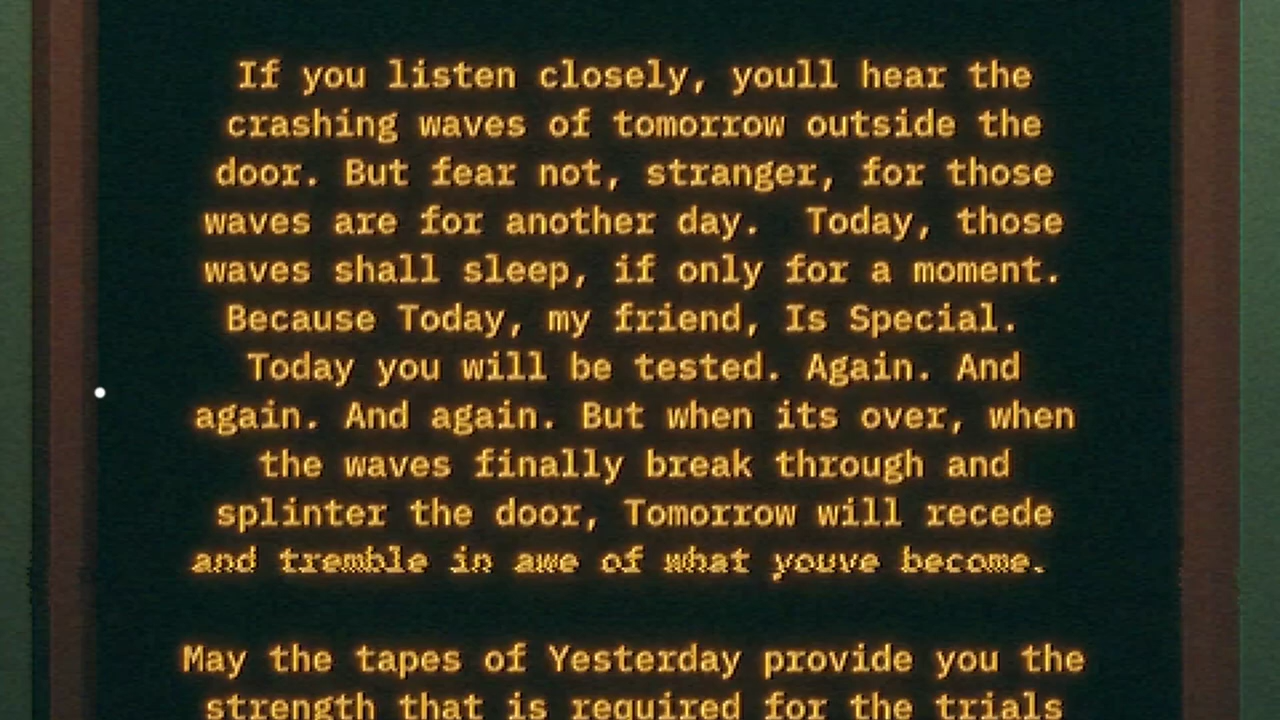 If you listen closely, youll hear the
crashing waves of tomorrow outside the
door. But fear not, stranger, for those
waves are for another day.  Today, those
waves shall sleep, if only for a moment.
Because Today, my friend, Is Special.
Today you will be tested. Again. And
again. And again. But when its over, when
the waves finally break through and
splinter the door, Tomorrow will recede
and tremble in awe of what youve become.

May the tapes of Yesterday provide you the
strength that is required for the trials